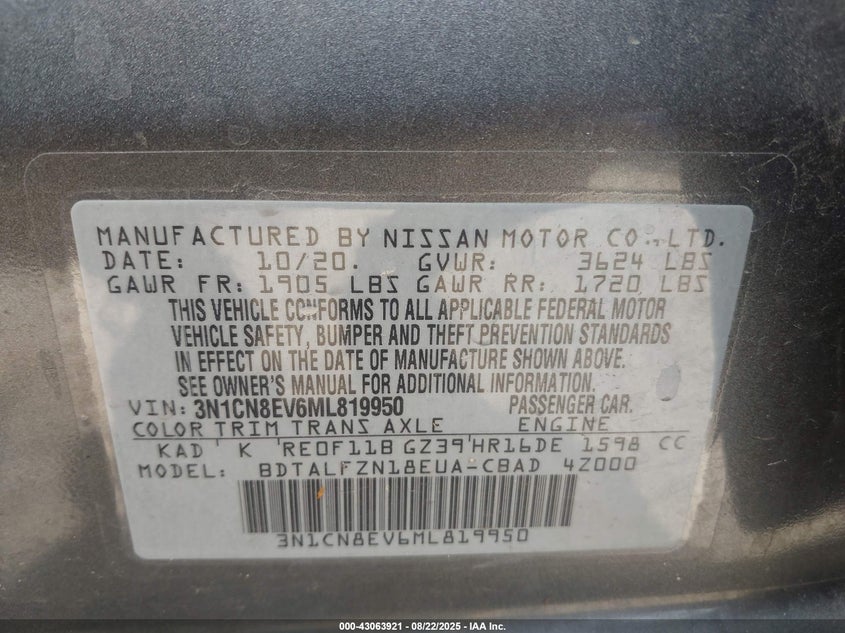 MANUFACTURED BY NISSAN MOTOR CO., LTD.
DATE: 10/20. GVWR: 3624 LBS
GAWR FR: 1905 LBS GAWR RR: 1720 LBS
THIS VEHICLE CONFORMS TO ALL APPLICABLE FEDERAL MOTOR
VEHICLE SAFETY, BUMPER AND THEFT PREVENTION STANDARDS
IN EFFECT ON THE DATE OF MANUFACTURE SHOWN ABOVE.
SEE OWNER'S MANUAL FOR ADDITIONAL INFORMATION.
VIN: 3N1CN8EV6ML819950 PASSENGER CAR.
COLOR TRIM TRANS AXLE ENGINE
KAD K RE0F11B GZ39 HR16DE 1598 CC
MODEL: BDTALFZN18EUA-CBAD 4Z000
3N1CN8EV6ML819950
000-43063921 - 08/22/2025 - IAA Inc.